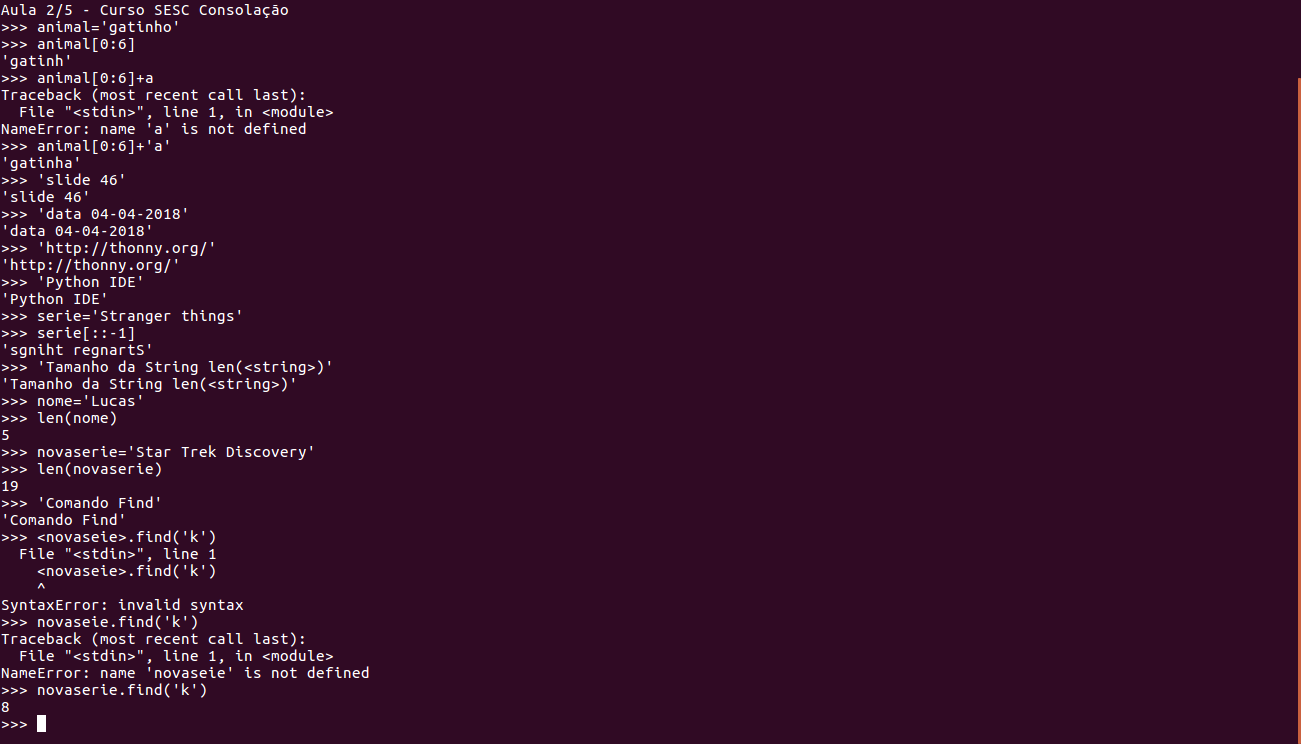 Aula 2/5 - Curso SESC Consolação
>>> animal='gatinho'
>>> animal[0:6]
'gatinh'
>>> animal[0:6]+a
Traceback (most recent call last):
  File "<stdin>", line 1, in <module>
NameError: name 'a' is not defined
>>> animal[0:6]+'a'
'gatinha'
>>> 'slide 46'
'slide 46'
>>> 'data 04-04-2018'
'data 04-04-2018'
>>> 'http://thonny.org/'
'http://thonny.org/'
>>> 'Python IDE'
'Python IDE'
>>> serie='Stranger things'
>>> serie[::-1]
'sgniht regnartS'
>>> 'Tamanho da String len(<string>)'
'Tamanho da String len(<string>)'
>>> nome='Lucas'
>>> len(nome)
5
>>> novaserie='Star Trek Discovery'
>>> len(novaserie)
19
>>> 'Comando Find'
'Comando Find'
>>> <novaseie>.find('k')
  File "<stdin>", line 1
    <novaseie>.find('k')
    ^
SyntaxError: invalid syntax
>>> novaseie.find('k')
Traceback (most recent call last):
  File "<stdin>", line 1, in <module>
NameError: name 'novaseie' is not defined
>>> novaserie.find('k')
8
>>>